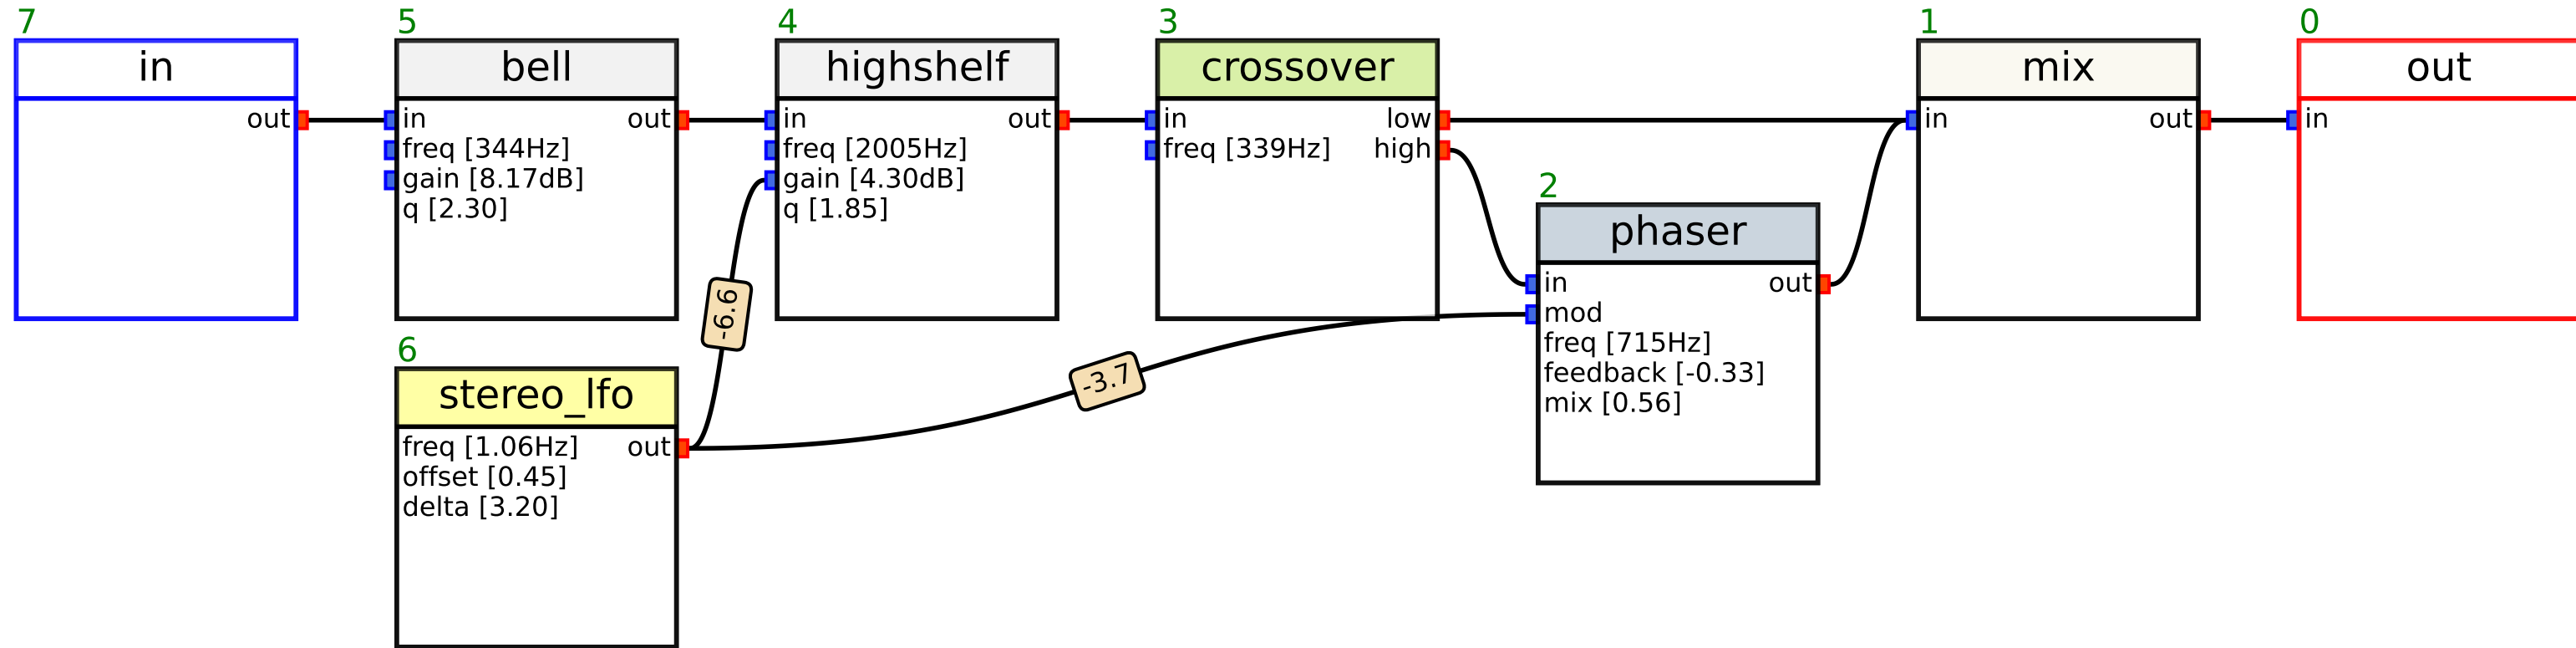 7
in
out
5
bell
in out
freq [344Hz]
gain [8.17dB]
q [2.30]
4
highshelf
in out
freq [2005Hz]
gain [4.30dB]
q [1.85]
3
crossover
in low
freq [339Hz] high
2
phaser
in out
mod
freq [715Hz]
feedback [-0.33]
mix [0.56]
1
mix
in out
0
out
in
6
stereo_lfo
freq [1.06Hz] out
offset [0.45]
delta [3.20]
-6.6
-3.7